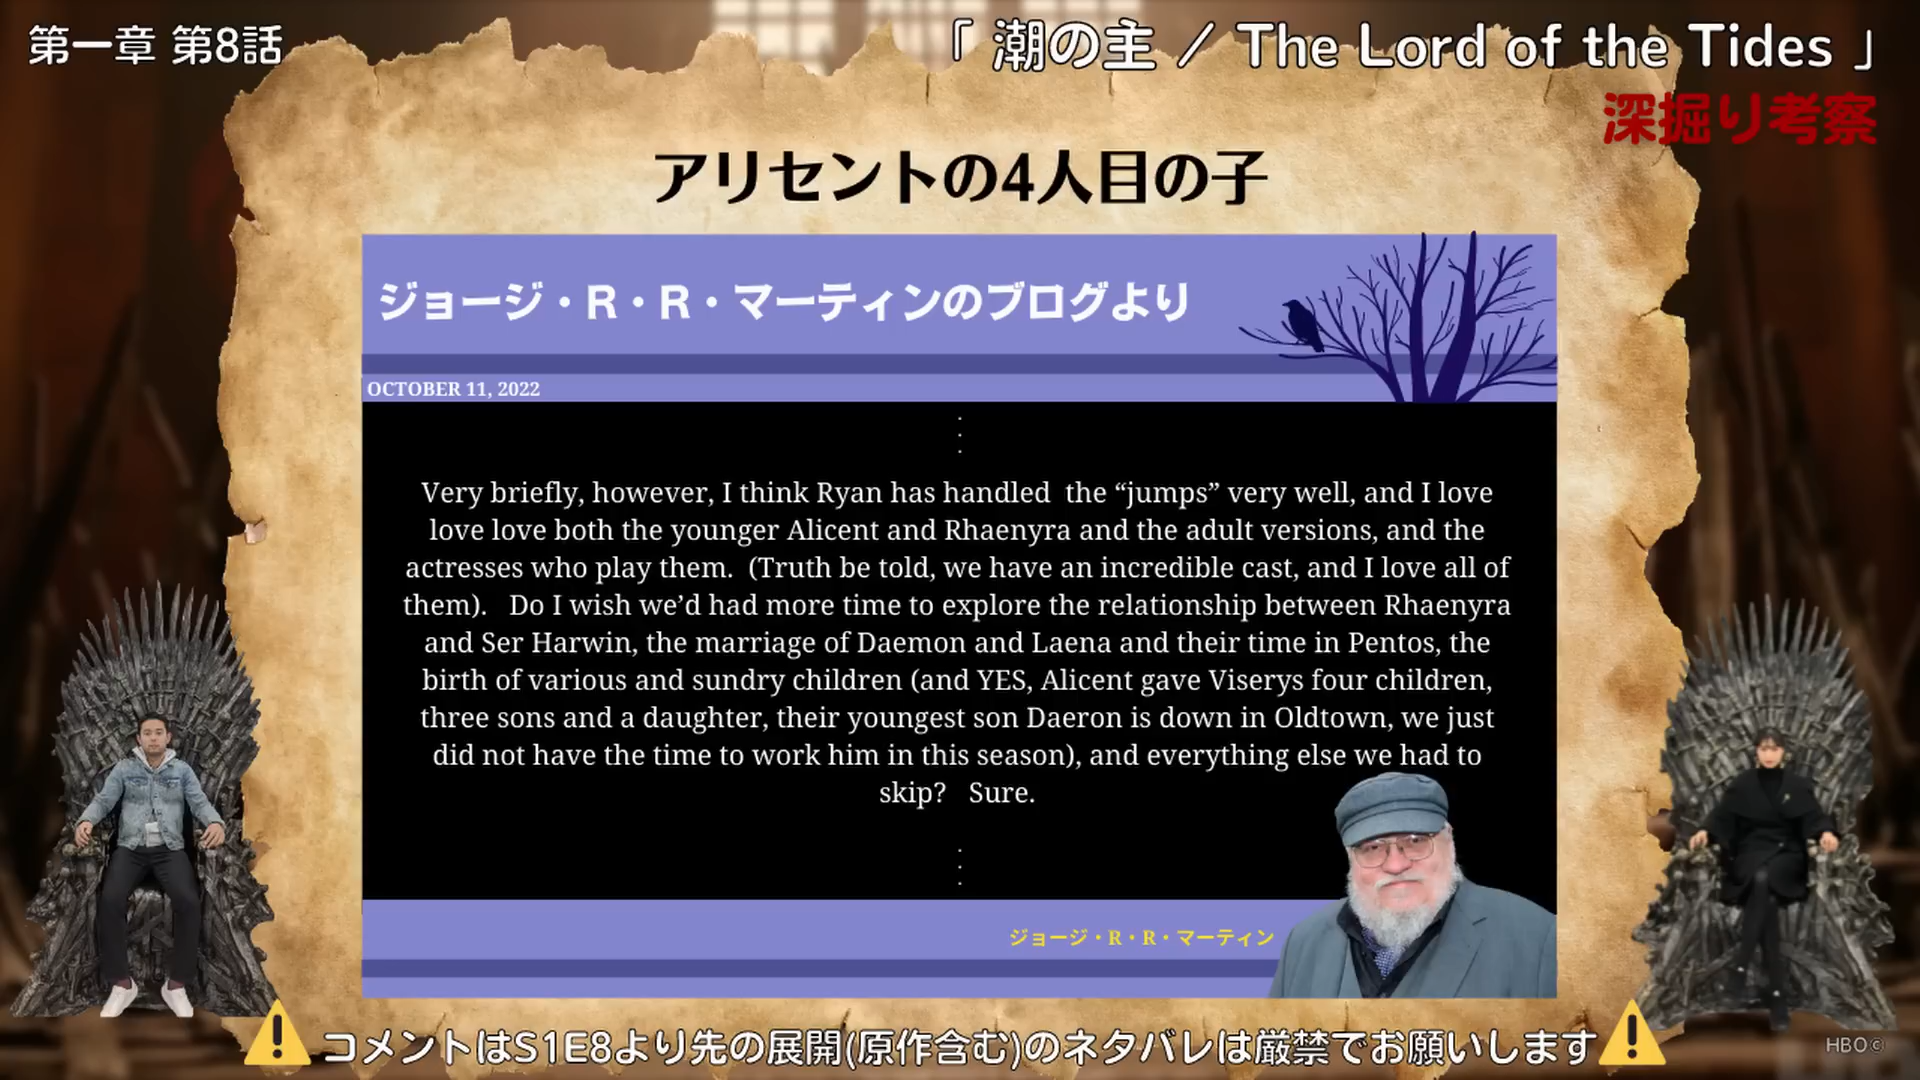 第一章 第8話
「 潮の主 ／ The Lord of the Tides 」
深掘り考察
アリセントの4人目の子
ジョージ・R・R・マーティンのブログより
OCTOBER 11, 2022
Very briefly, however, I think Ryan has handled the “jumps” very well, and I love
love love both the younger Alicent and Rhaenyra and the adult versions, and the
actresses who play them. (Truth be told, we have an incredible cast, and I love all of
them). Do I wish we’d had more time to explore the relationship between Rhaenyra
and Ser Harwin, the marriage of Daemon and Laena and their time in Pentos, the
birth of various and sundry children (and YES, Alicent gave Viserys four children,
three sons and a daughter, their youngest son Daeron is down in Oldtown, we just
did not have the time to work him in this season), and everything else we had to
skip? Sure.
ジョージ・R・R・マーティン
コメントはS1E8より先の展開(原作含む)のネタバレは厳禁でお願いします
HBO©